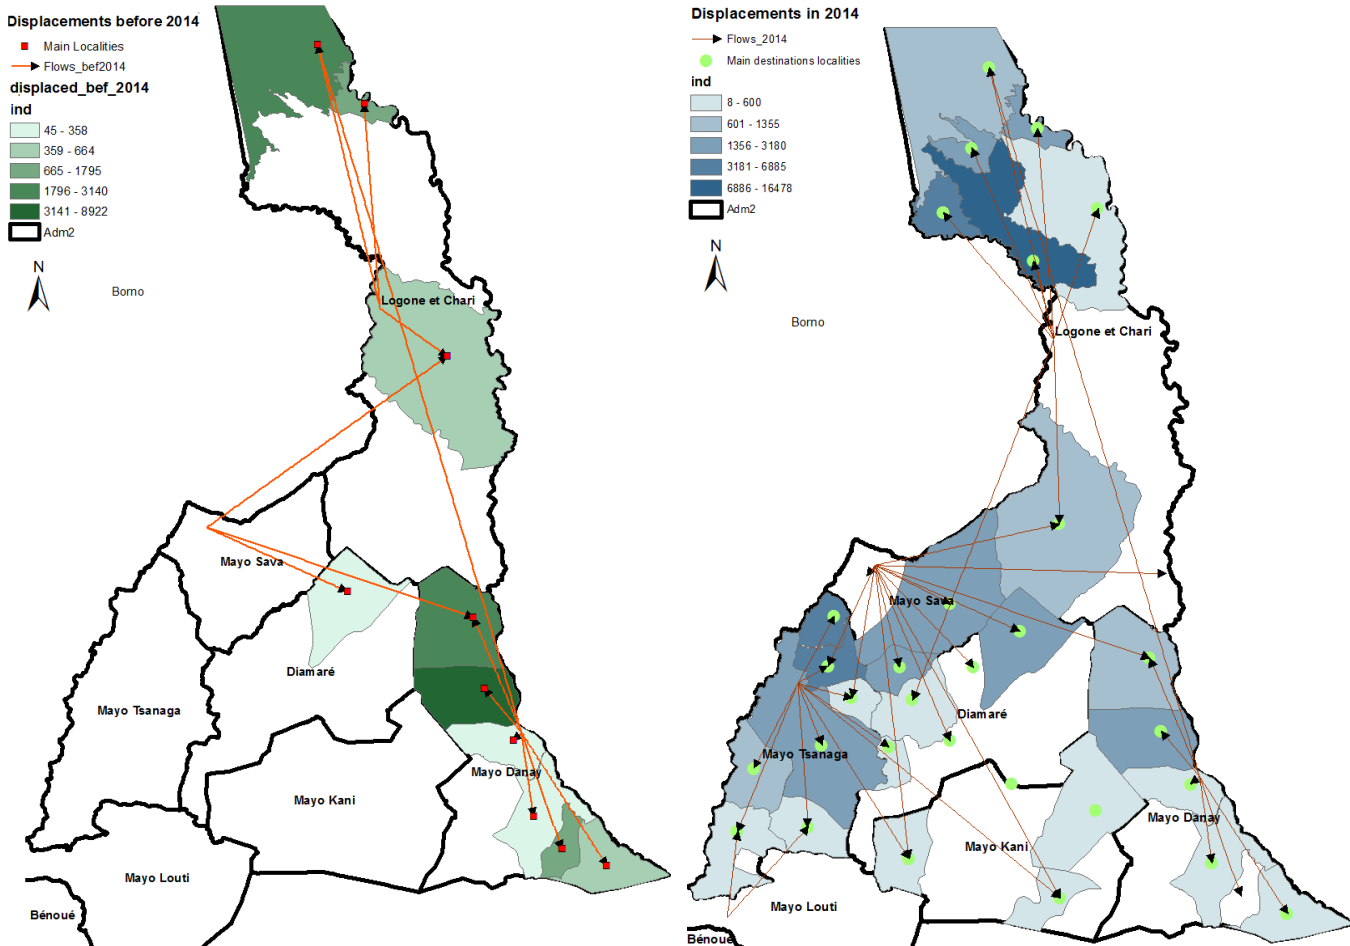 Displacements before 2014
Main Localities
Flows_bef2014
displaced_bef_2014
ind
45 - 358
359 - 664
665 - 1795
1796 - 3140
3141 - 8922
Adm2
N
Borno
Logone et Chari
Mayo Sava
Diamaré
Mayo Tsanaga
Mayo Danay
Mayo Kani
Mayo Louti
Bénoué
Displacements in 2014
Flows_2014
Main destinations localities
ind
8 - 600
601 - 1355
1356 - 3180
3181 - 6885
6886 - 16478
Adm2
N
Borno
Logone et Chari
Mayo Sava
Diamaré
Mayo Tsanaga
Mayo Danay
Mayo Kani
Mayo Louti
Bénoué